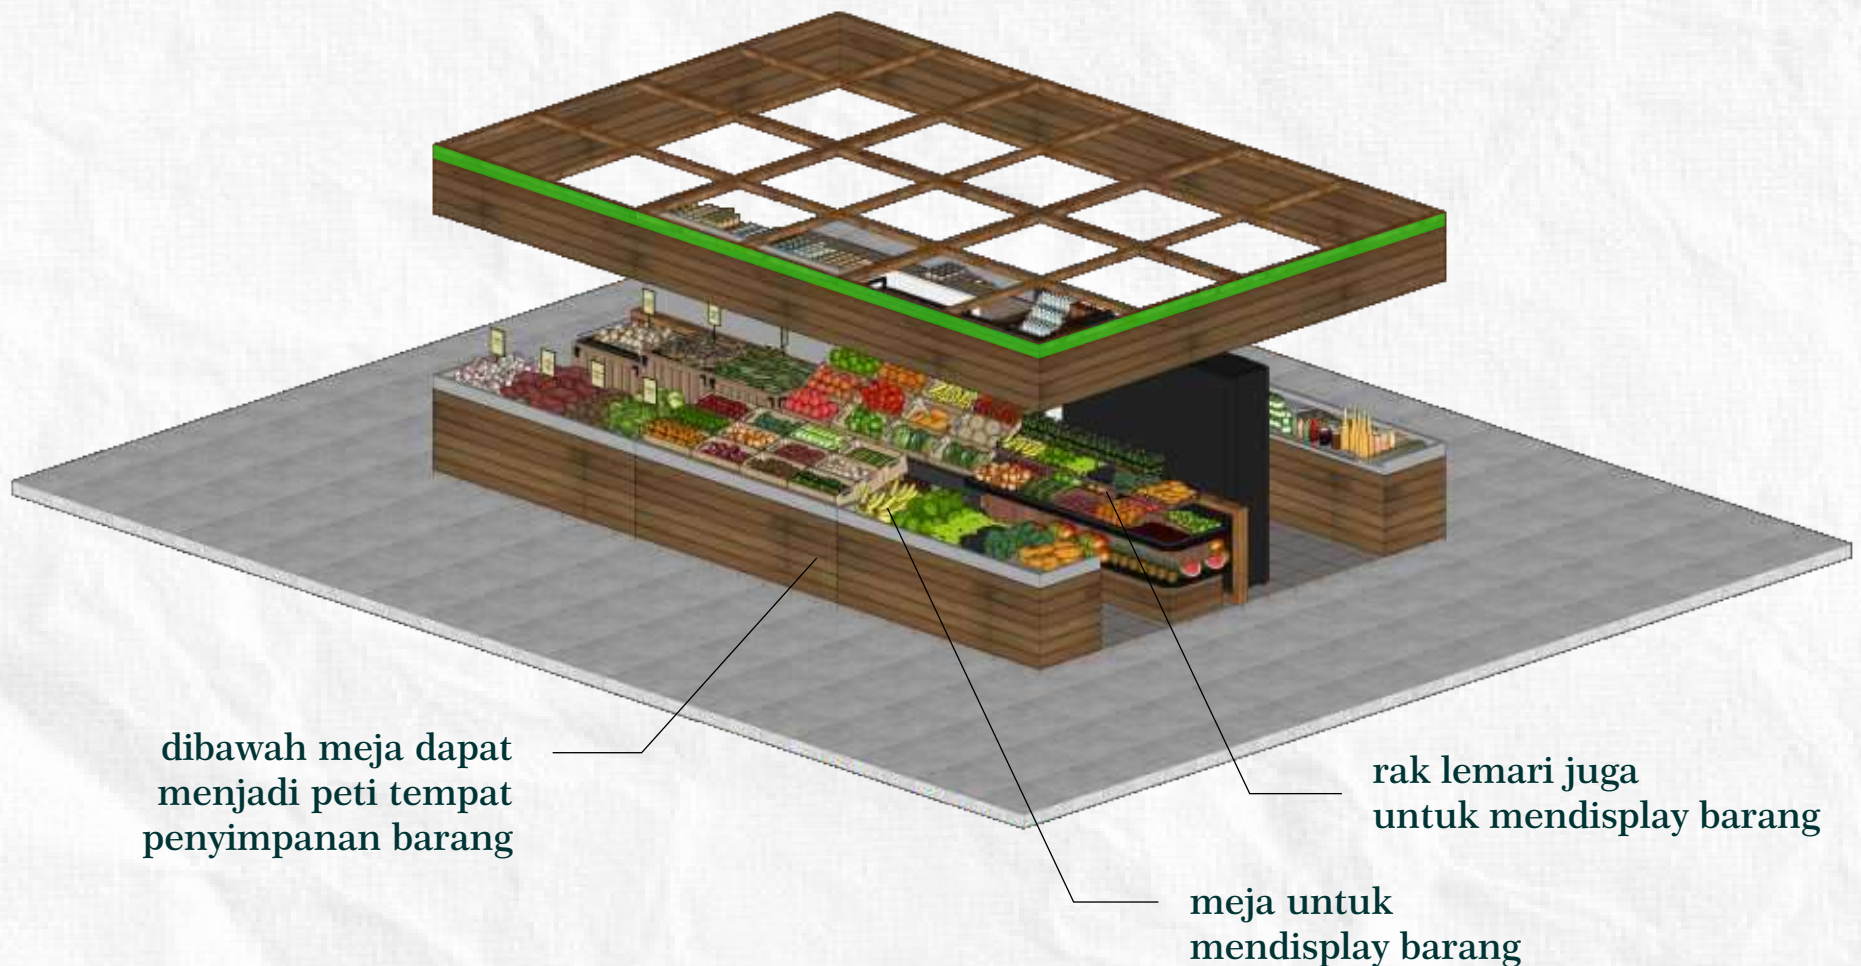 dibawah meja dapat
menjadi peti tempat
penyimpanan barang
rak lemari juga
untuk mendisplay barang
meja untuk
mendisplay barang